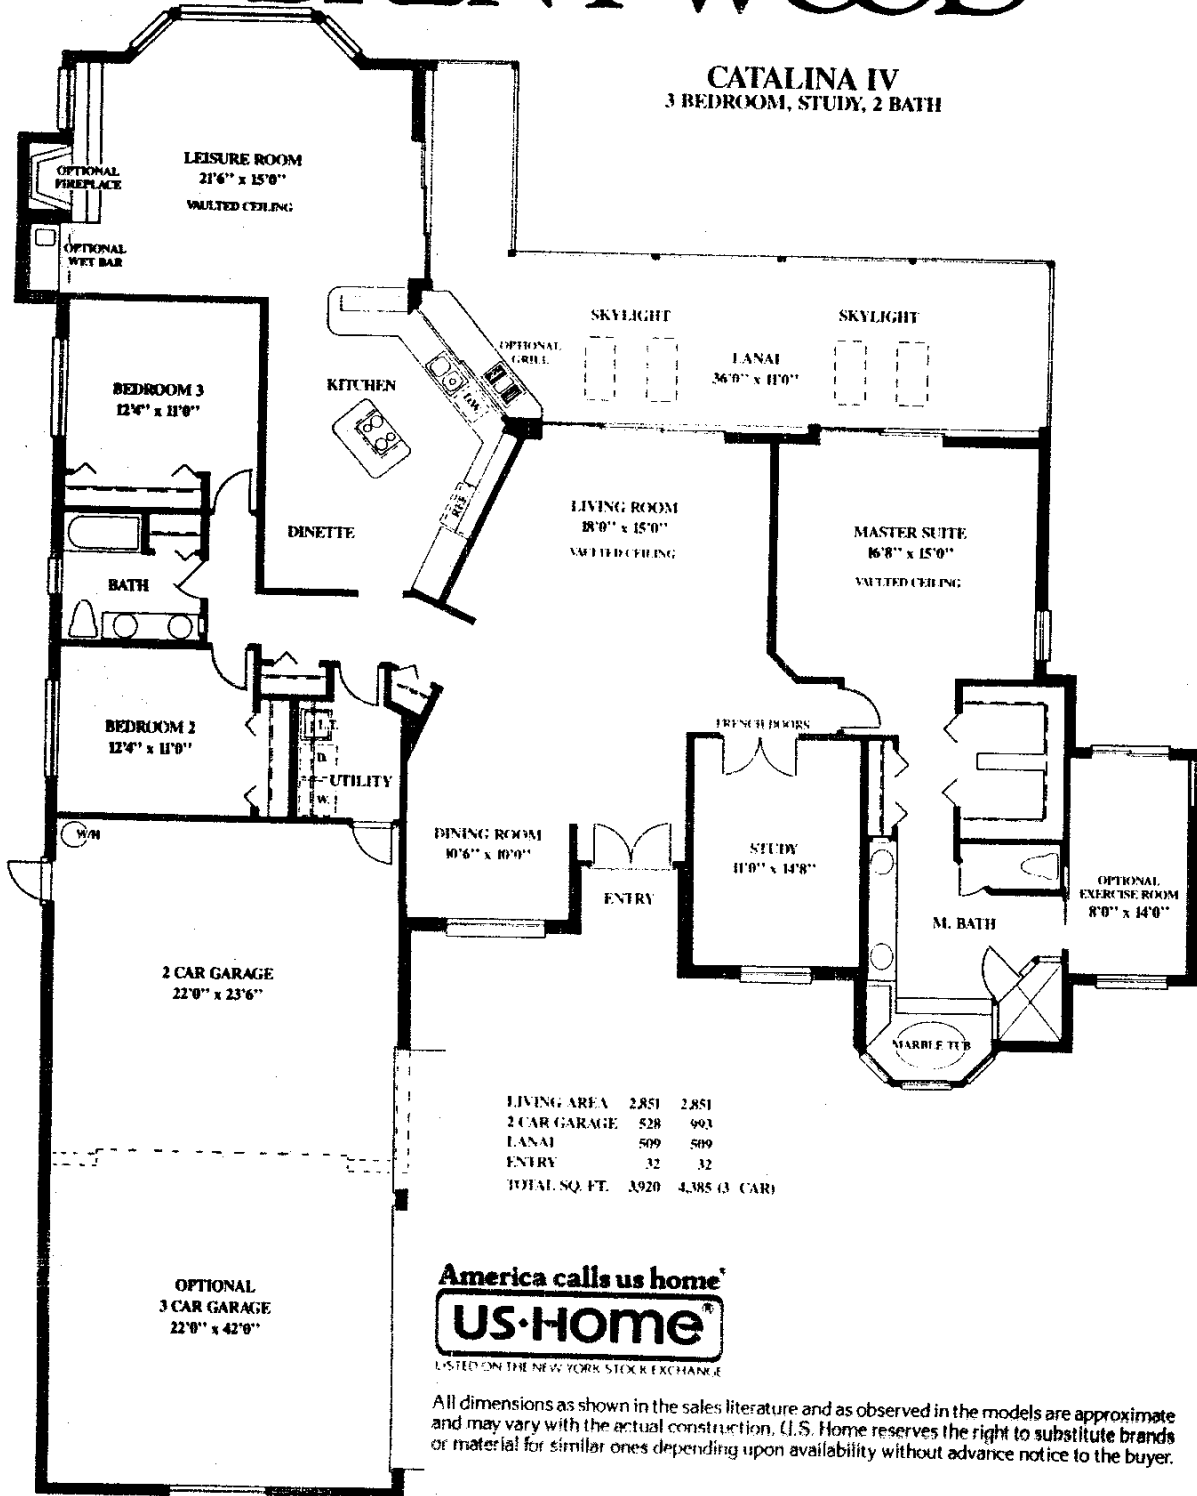 CATALINA IV
3 BEDROOM, STUDY, 2 BATH
LEISURE ROOM
21'6" x 15'0"
VAULTED CEILING
OPTIONAL
FIREPLACE
OPTIONAL
WET BAR
SKYLIGHT
SKYLIGHT
OPTIONAL
GRILL
LANAI
36'0" x 11'0"
BEDROOM 3
12'4" x 11'0"
KITCHEN
D.W.
REF.
DINETTE
LIVING ROOM
18'0" x 15'0"
VAULTED CEILING
MASTER SUITE
16'8" x 15'0"
VAULTED CEILING
BATH
BEDROOM 2
12'4" x 11'0"
L.T.
D.
UTILITY
W.
FRENCH DOORS
W/H
DINING ROOM
10'6" x 10'0"
ENTRY
STUDY
11'0" x 14'8"
OPTIONAL
EXERCISE ROOM
8'0" x 14'0"
M. BATH
2 CAR GARAGE
22'0" x 23'6"
MARBLE TUB
LIVING AREA 2,851 2,851
2 CAR GARAGE 528 993
LANAI 509 509
ENTRY 32 32
TOTAL SQ. FT. 3,920 4,385 (3 CAR)
OPTIONAL
3 CAR GARAGE
22'0" x 42'0"
America calls us home*
US·Home®
LISTED ON THE NEW YORK STOCK EXCHANGE
All dimensions as shown in the sales literature and as observed in the models are approximate
and may vary with the actual construction. U.S. Home reserves the right to substitute brands
or material for similar ones depending upon availability without advance notice to the buyer.